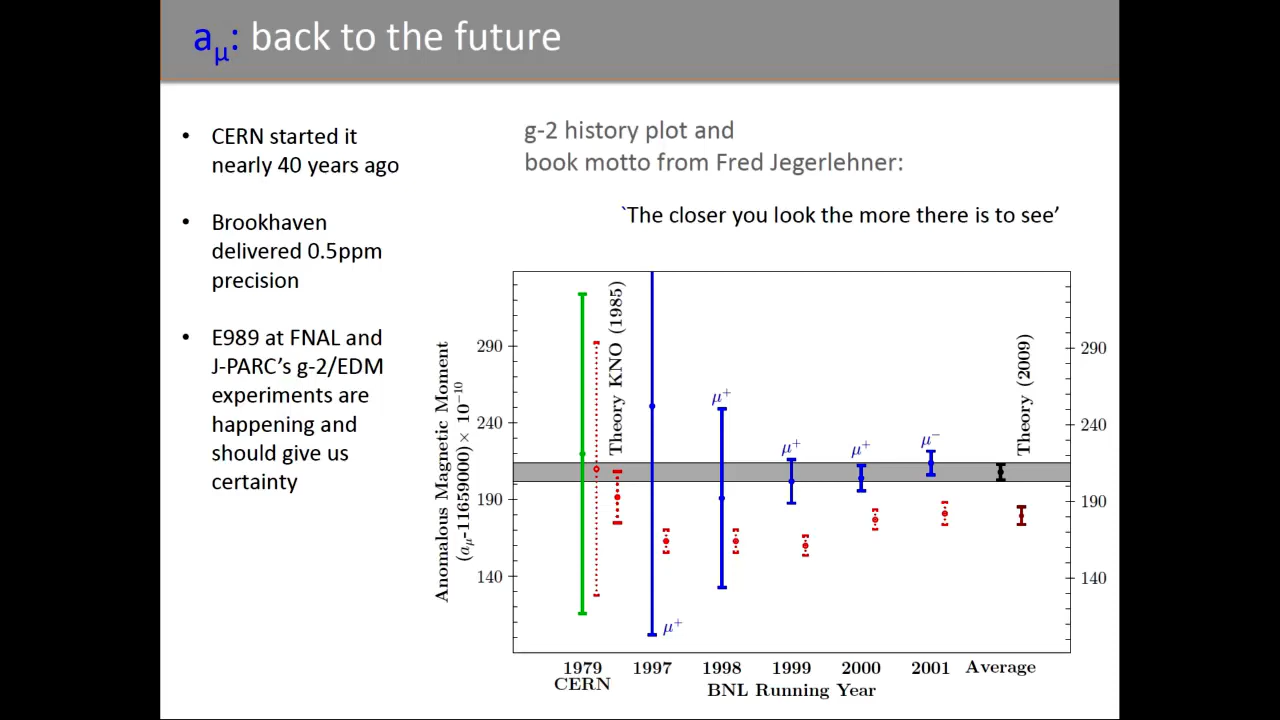 aμ: back to the future
• CERN started it
nearly 40 years ago
• Brookhaven
delivered 0.5ppm
precision
• E989 at FNAL and
J-PARC’s g-2/EDM
experiments are
happening and
should give us
certainty
g-2 history plot and
book motto from Fred Jegerlehner:
`The closer you look the more there is to see’
Anomalous Magnetic Moment
(aμ-11659000)× 10⁻¹⁰
290
240
190
140
Theory KNO (1985)
μ⁺
μ⁺
μ⁺
μ⁺
μ⁻
Theory (2009)
290
240
190
140
1979 1997 1998 1999 2000 2001 Average
CERN BNL Running Year